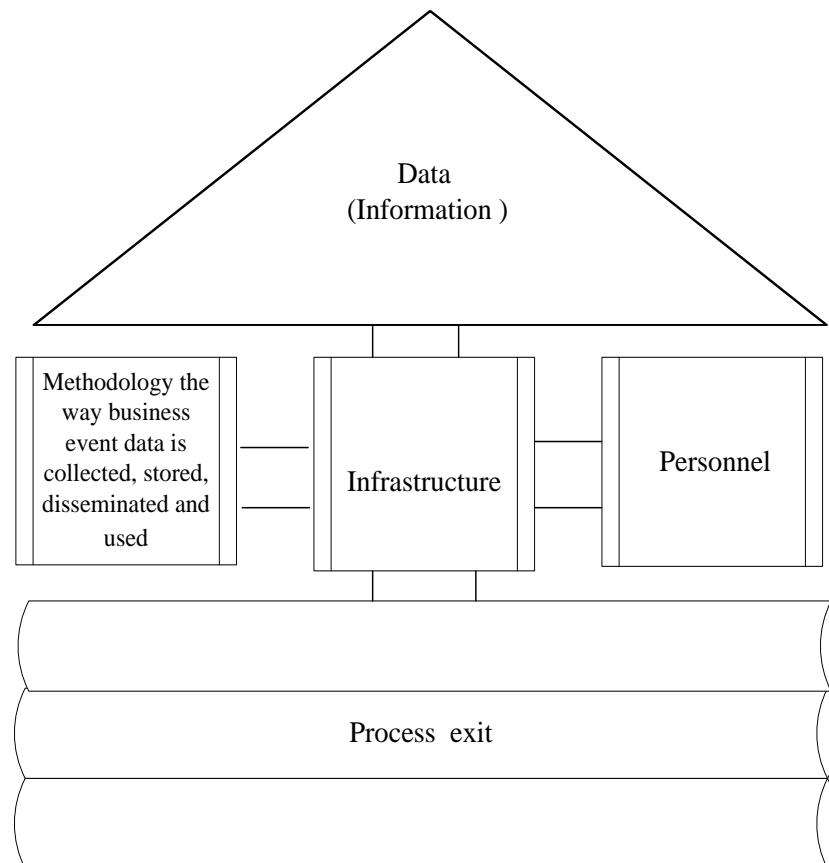 Data
(Information )
Methodology the
way business
event data is
collected, stored,
disseminated and
used
Infrastructure
Personnel
Process  exit